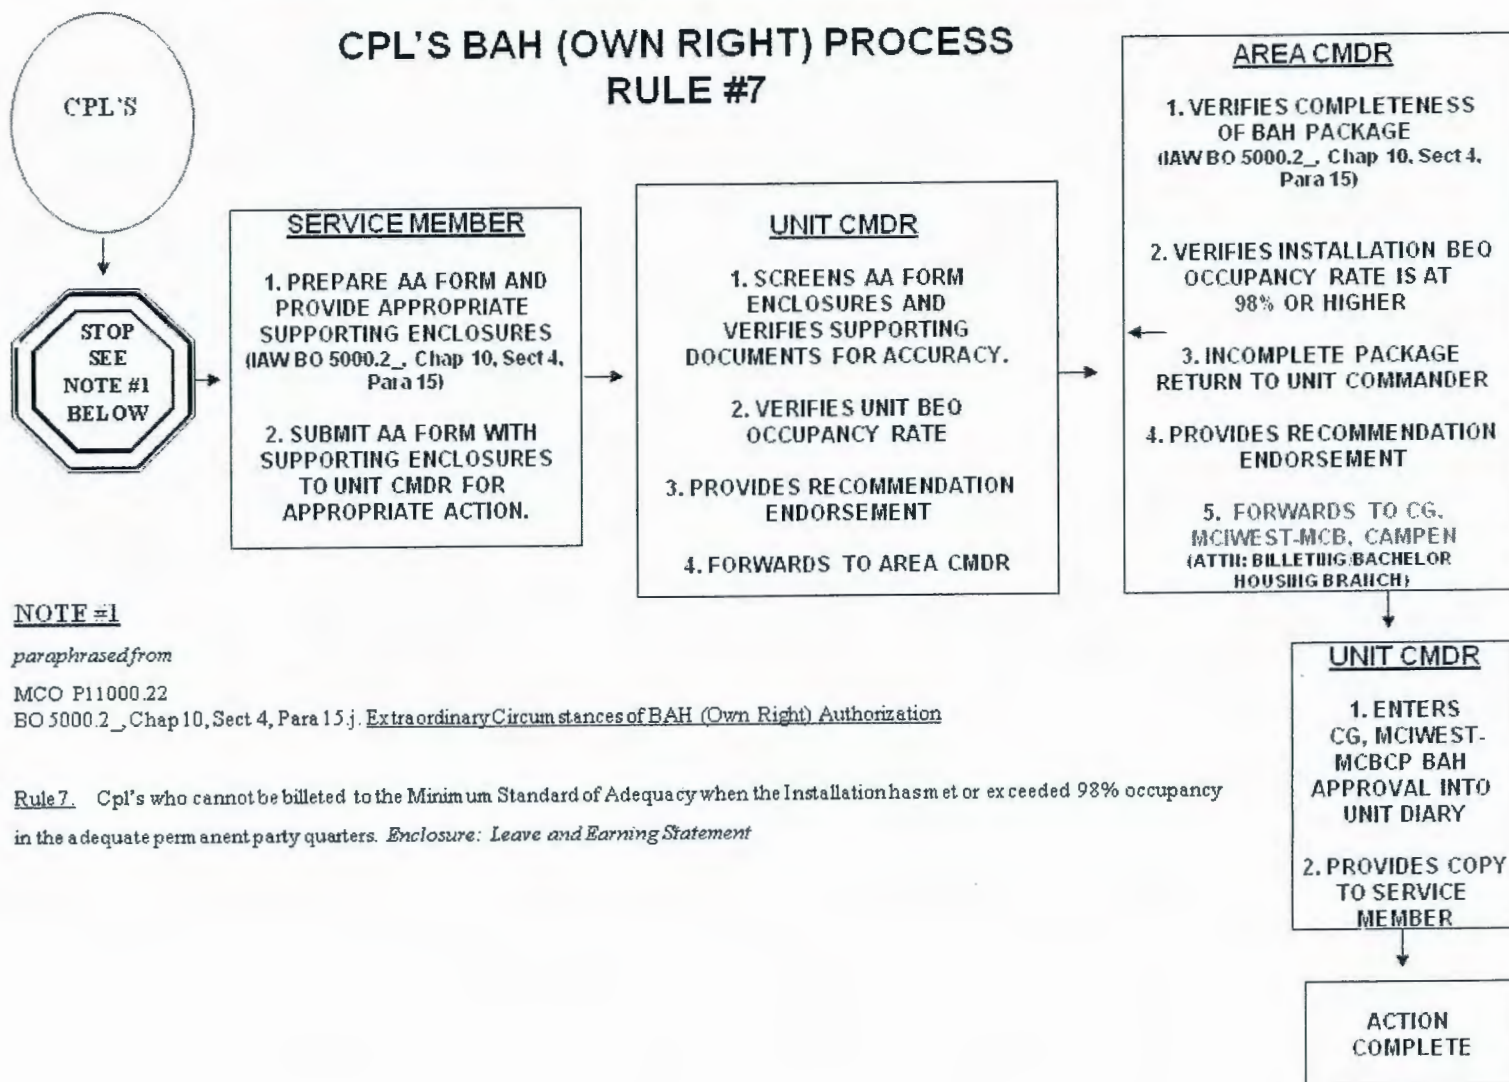 CPL'S BAH (OWN RIGHT) PROCESS
RULE #7
CPL'S
STOP
SEE
NOTE #1
BELOW
SERVICE MEMBER
1. PREPARE AA FORM AND
PROVIDE APPROPRIATE
SUPPORTING ENCLOSURES
(IAW BO 5000.2_, Chap 10, Sect 4,
Para 15)
2. SUBMIT AA FORM WITH
SUPPORTING ENCLOSURES
TO UNIT CMDR FOR
APPROPRIATE ACTION.
UNIT CMDR
1. SCREENS AA FORM
ENCLOSURES AND
VERIFIES SUPPORTING
DOCUMENTS FOR ACCURACY.
2. VERIFIES UNIT BEQ
OCCUPANCY RATE
3. PROVIDES RECOMMENDATION
ENDORSEMENT
4. FORWARDS TO AREA CMDR
AREA CMDR
1. VERIFIES COMPLETENESS
OF BAH PACKAGE
(IAW BO 5000.2_, Chap 10, Sect 4,
Para 15)
2. VERIFIES INSTALLATION BEQ
OCCUPANCY RATE IS AT
98% OR HIGHER
3. INCOMPLETE PACKAGE
RETURN TO UNIT COMMANDER
4. PROVIDES RECOMMENDATION
ENDORSEMENT
5. FORWARDS TO CG,
MCIWEST-MCB, CAMPEN
(ATTN: BILLETING/BACHELOR
HOUSING BRANCH)
UNIT CMDR
1. ENTERS
CG, MCIWEST-
MCBCP BAH
APPROVAL INTO
UNIT DIARY
2. PROVIDES COPY
TO SERVICE
MEMBER
ACTION
COMPLETE
NOTE #1
paraphrased from
MCO P11000.22
BO 5000.2_, Chap 10, Sect 4, Para 15.j. Extraordinary Circumstances of BAH (Own Right) Authorization
Rule 7. Cpl's who cannot be billeted to the Minimum Standard of Adequacy when the Installation has met or exceeded 98% occupancy
in the adequate permanent party quarters. Enclosure: Leave and Earning Statement